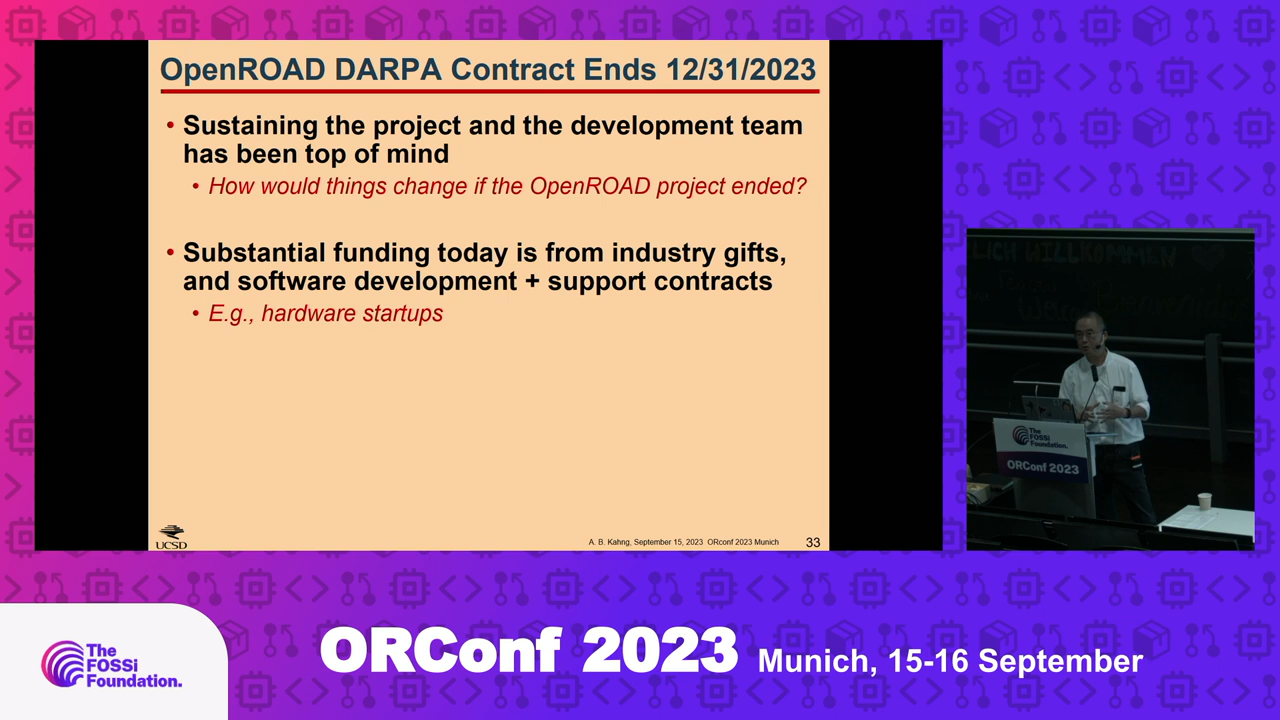 OpenROAD DARPA Contract Ends 12/31/2023
• Sustaining the project and the development team
has been top of mind
• How would things change if the OpenROAD project ended?
• Substantial funding today is from industry gifts,
and software development + support contracts
• E.g., hardware startups
UCSD
A. B. Kahng, September 15, 2023 ORconf 2023 Munich
33
LICH WILLKOMMEN
The
FOSSi
Foundation.
ORConf 2023
The
FOSSi
Foundation.
ORConf 2023 Munich, 15-16 September